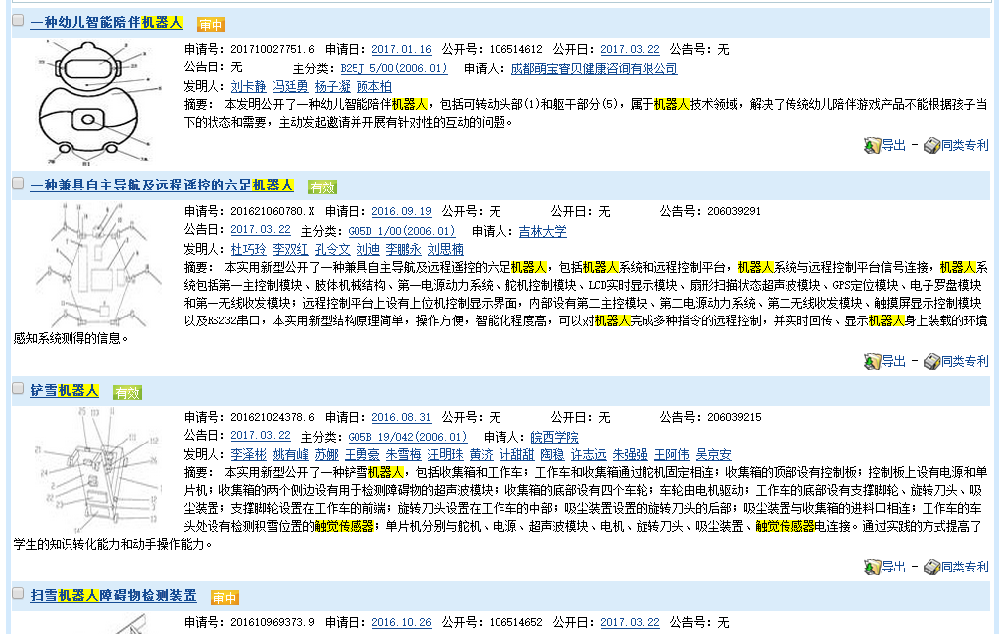 一种幼儿智能陪伴机器人 审中
申请号: 201710027751.6 申请日: 2017.01.16 公开号: 106514612 公开日: 2017.03.22 公告号: 无
公告日: 无 主分类: B25J 5/00(2006.01) 申请人: 成都萌宝睿贝健康咨询有限公司
发明人: 刘卡静 冯廷勇 杨子凝 顾本柏
摘要: 本发明公开了一种幼儿智能陪伴机器人，包括可转动头部(1)和躯干部分(5)，属于机器人技术领域，解决了传统幼儿陪伴游戏产品不能根据孩子当
下的状态和需要，主动发起邀请并开展有针对性的互动的问题。
导出 - 同类专利
一种兼具自主导航及远程遥控的六足机器人 有效
申请号: 201621060780.X 申请日: 2016.09.19 公开号: 无 公开日: 无 公告号: 206039291
公告日: 2017.03.22 主分类: G05D 1/00(2006.01) 申请人: 吉林大学
发明人: 杜巧玲 李双红 孔令文 刘迪 李鹏永 刘思楠
摘要: 本实用新型公开了一种兼具自主导航及远程遥控的六足机器人，包括机器人系统和远程控制平台，机器人系统与远程控制平台信号连接，机器人系
统包括第一主控模块、肢体机械结构、第一电源动力系统、舵机控制模块、LCD实时显示模块、扇形扫描状态超声波模块、GPS定位模块、电子罗盘模块
和第一无线收发模块；远程控制平台上设有上位机控制显示界面，内部设有第二主控模块、第二电源动力系统、第二无线收发模块、触摸屏显示控制模块
以及RS232串口，本实用新型结构原理简单，操作方便，智能化程度高，可以对机器人完成多种指令的远程控制，并实时回传、显示机器人身上装载的环境
感知系统测得的信息。
导出 - 同类专利
铲雪机器人 有效
申请号: 201621024378.6 申请日: 2016.08.31 公开号: 无 公开日: 无 公告号: 206039215
公告日: 2017.03.22 主分类: G05B 19/042(2006.01) 申请人: 皖西学院
发明人: 李泽彬 姚有峰 苏娜 王勇豪 朱雪梅 汪明珠 黄济 计甜甜 陶稳 许志远 朱强强 王阿伟 吴京安
摘要: 本实用新型公开了一种铲雪机器人，包括收集箱和工作车；工作车和收集箱通过舵机固定相连；收集箱的顶部设有控制板；控制板上设有电源和单
片机；收集箱的两个侧边设有用于检测障碍物的超声波模块；收集箱的底部设有四个车轮；车轮由电机驱动；工作车的底部设有支撑脚轮、旋转刀头、吸
尘装置；支撑脚轮设置在工作车的前端；旋转刀头设置在工作车的中部；吸尘装置设置的旋转刀头的后部；吸尘装置与收集箱的进料口相连；工作车的车
头处设有检测积雪位置的触觉传感器；单片机分别与舵机、电源、超声波模块、电机、旋转刀头、吸尘装置、触觉传感器电连接。通过实践的方式提高了
学生的知识转化能力和动手操作能力。
导出 - 同类专利
扫雪机器人障碍物检测装置 审中
申请号: 201610969373.9 申请日: 2016.10.26 公开号: 106514652 公开日: 2017.03.22 公告号: 无